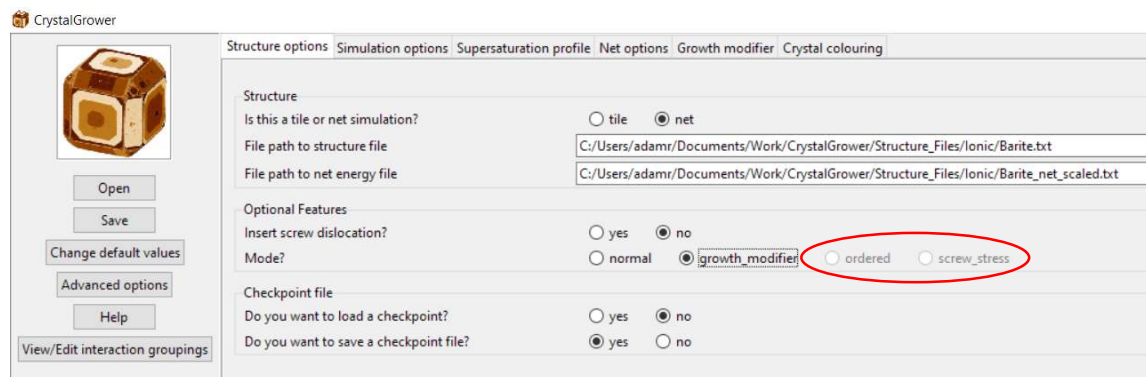 CrystalGrower
Structure options Simulation options Supersaturation profile Net options Growth modifier Crystal colouring
Open
Save
Change default values
Advanced options
Help
View/Edit interaction groupings
Structure
Is this a tile or net simulation? tile net
File path to structure file C:/Users/adamr/Documents/Work/CrystalGrower/Structure_Files/Ionic/Barite.txt
File path to net energy file C:/Users/adamr/Documents/Work/CrystalGrower/Structure_Files/Ionic/Barite_net_scaled.txt
Optional Features
Insert screw dislocation? yes no
Mode? normal growth_modifier ordered screw_stress
Checkpoint file
Do you want to load a checkpoint? yes no
Do you want to save a checkpoint file? yes no